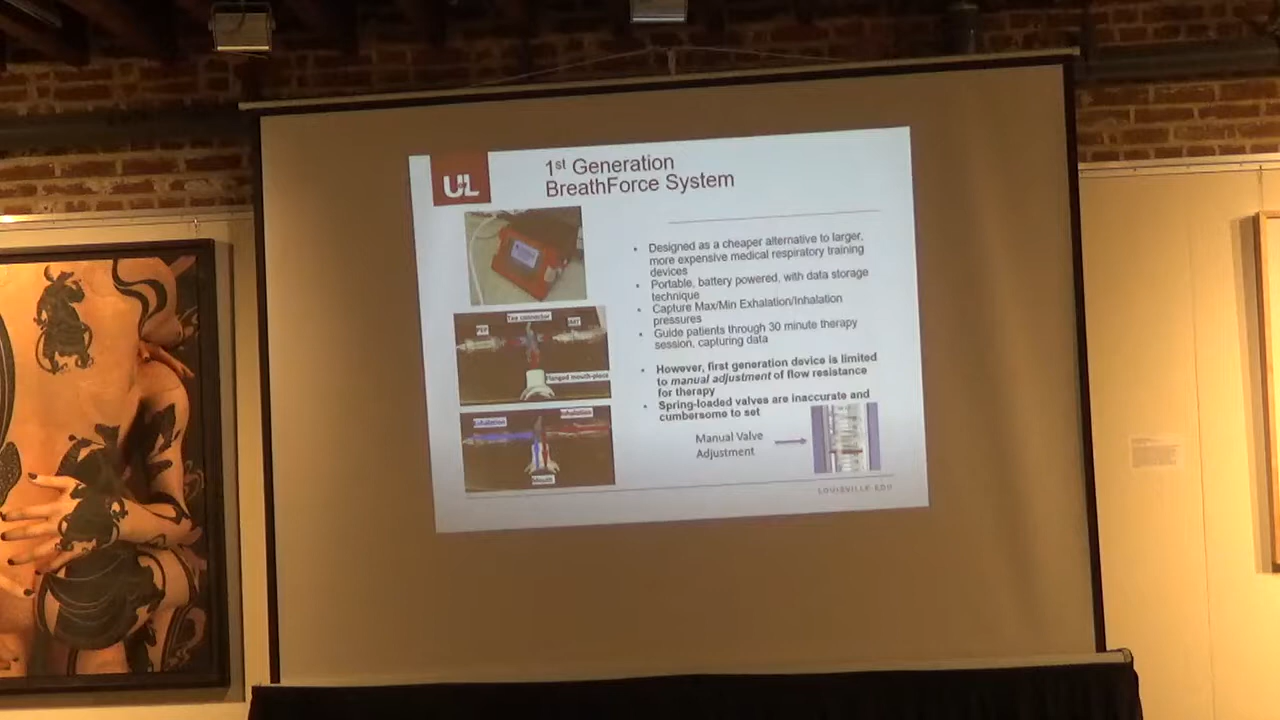 UL
1st Generation
BreathForce System
• Designed as a cheaper alternative to larger,
more expensive medical respiratory training
devices
• Portable, battery powered, with data storage
technique
• Capture Max/Min Exhalation/Inhalation
pressures
• Guide patients through 30 minute therapy
session, capturing data
• However, first generation device is limited
to manual adjustment of flow resistance
for therapy
• Spring-loaded valves are inaccurate and
cumbersome to set
Manual Valve
Adjustment
Tee connector
PEP
IMT
Flanged mouth-piece
Exhalation
Inhalation
Mouth
LOUISVILLE.EDU